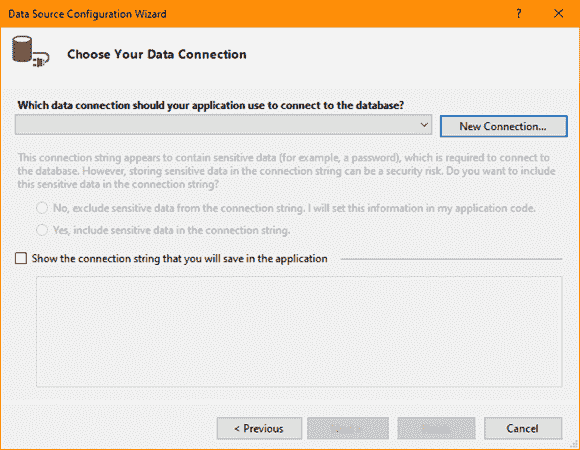 Data Source Configuration Wizard
Choose Your Data Connection
Which data connection should your application use to connect to the database?
New Connection...
This connection string appears to contain sensitive data (for example, a password), which is required to connect to
the database. However, storing sensitive data in the connection string can be a security risk. Do you want to include
this sensitive data in the connection string?
No, exclude sensitive data from the connection string. I will set this information in my application code.
Yes, include sensitive data in the connection string.
Show the connection string that you will save in the application
< Previous
Cancel